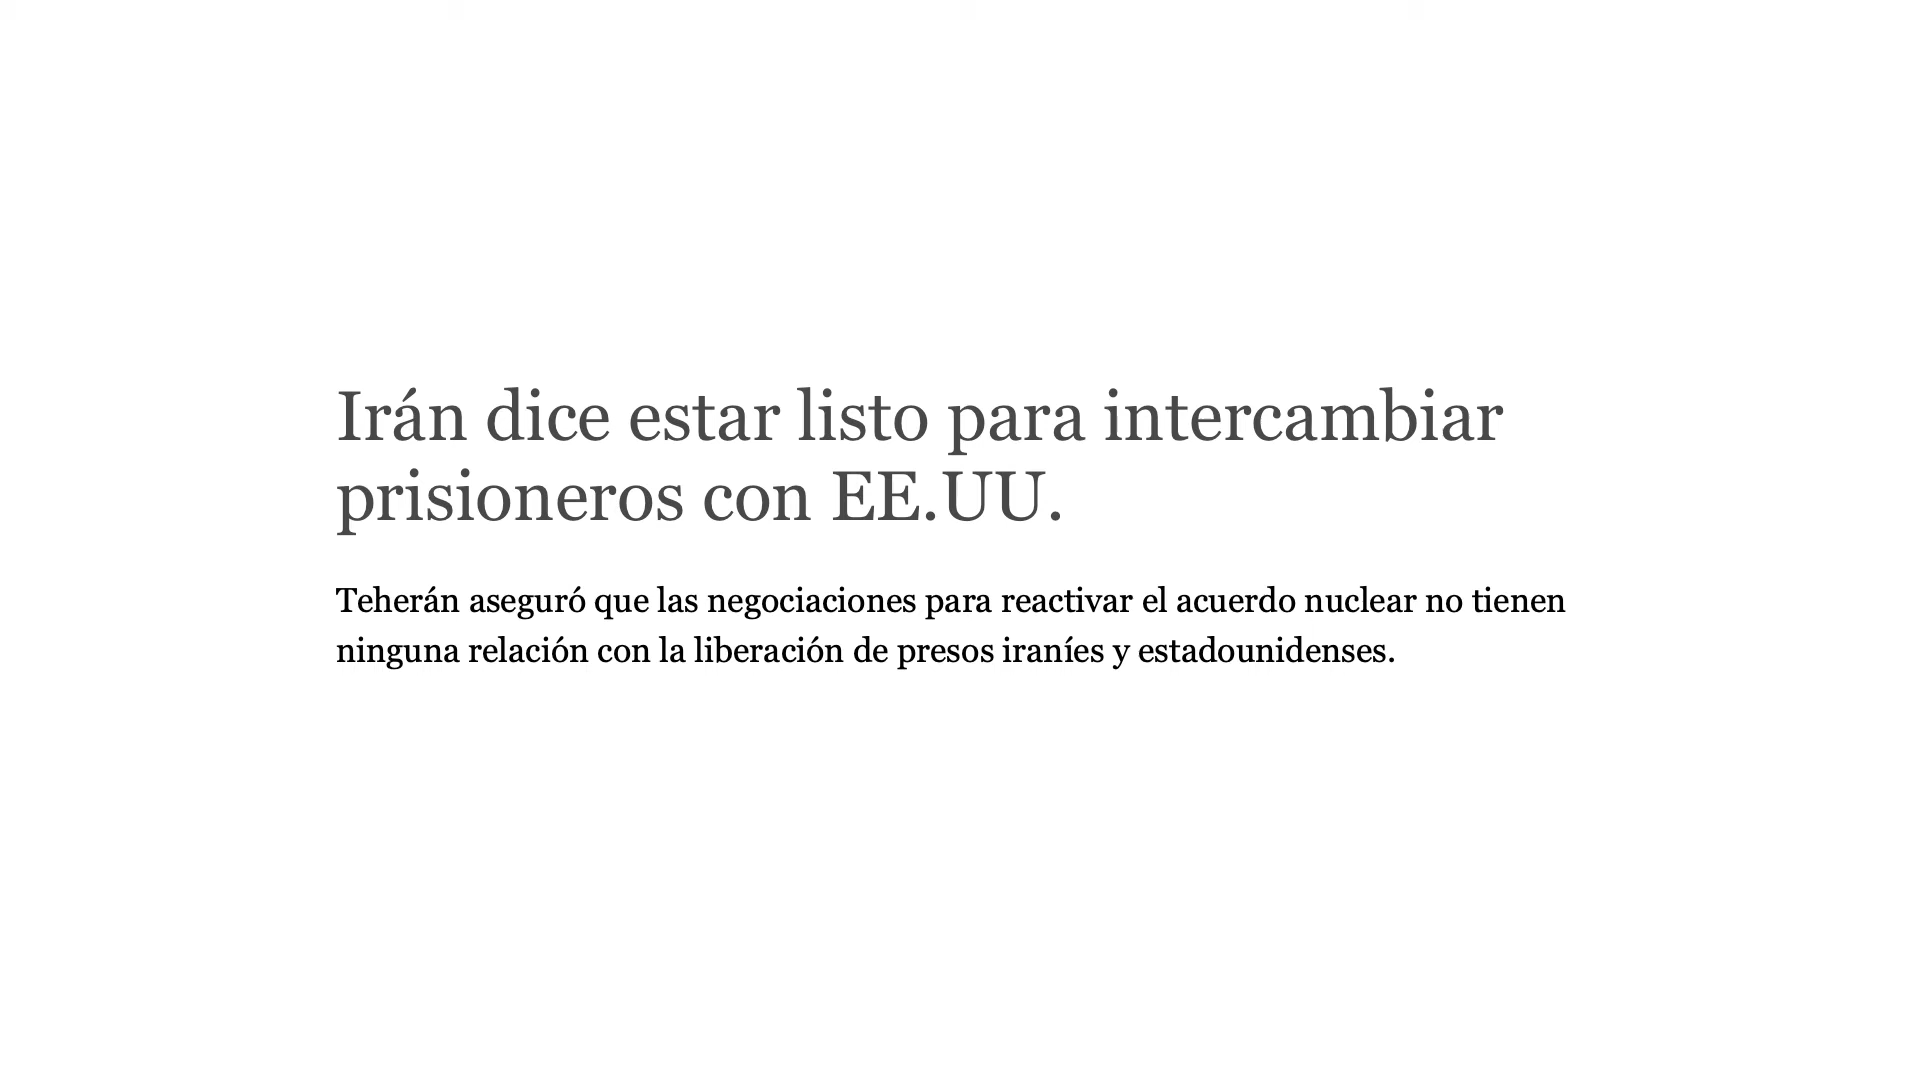 Irán dice estar listo para intercambiar
prisioneros con EE.UU.
Teherán aseguró que las negociaciones para reactivar el acuerdo nuclear no tienen
ninguna relación con la liberación de presos iraníes y estadounidenses.